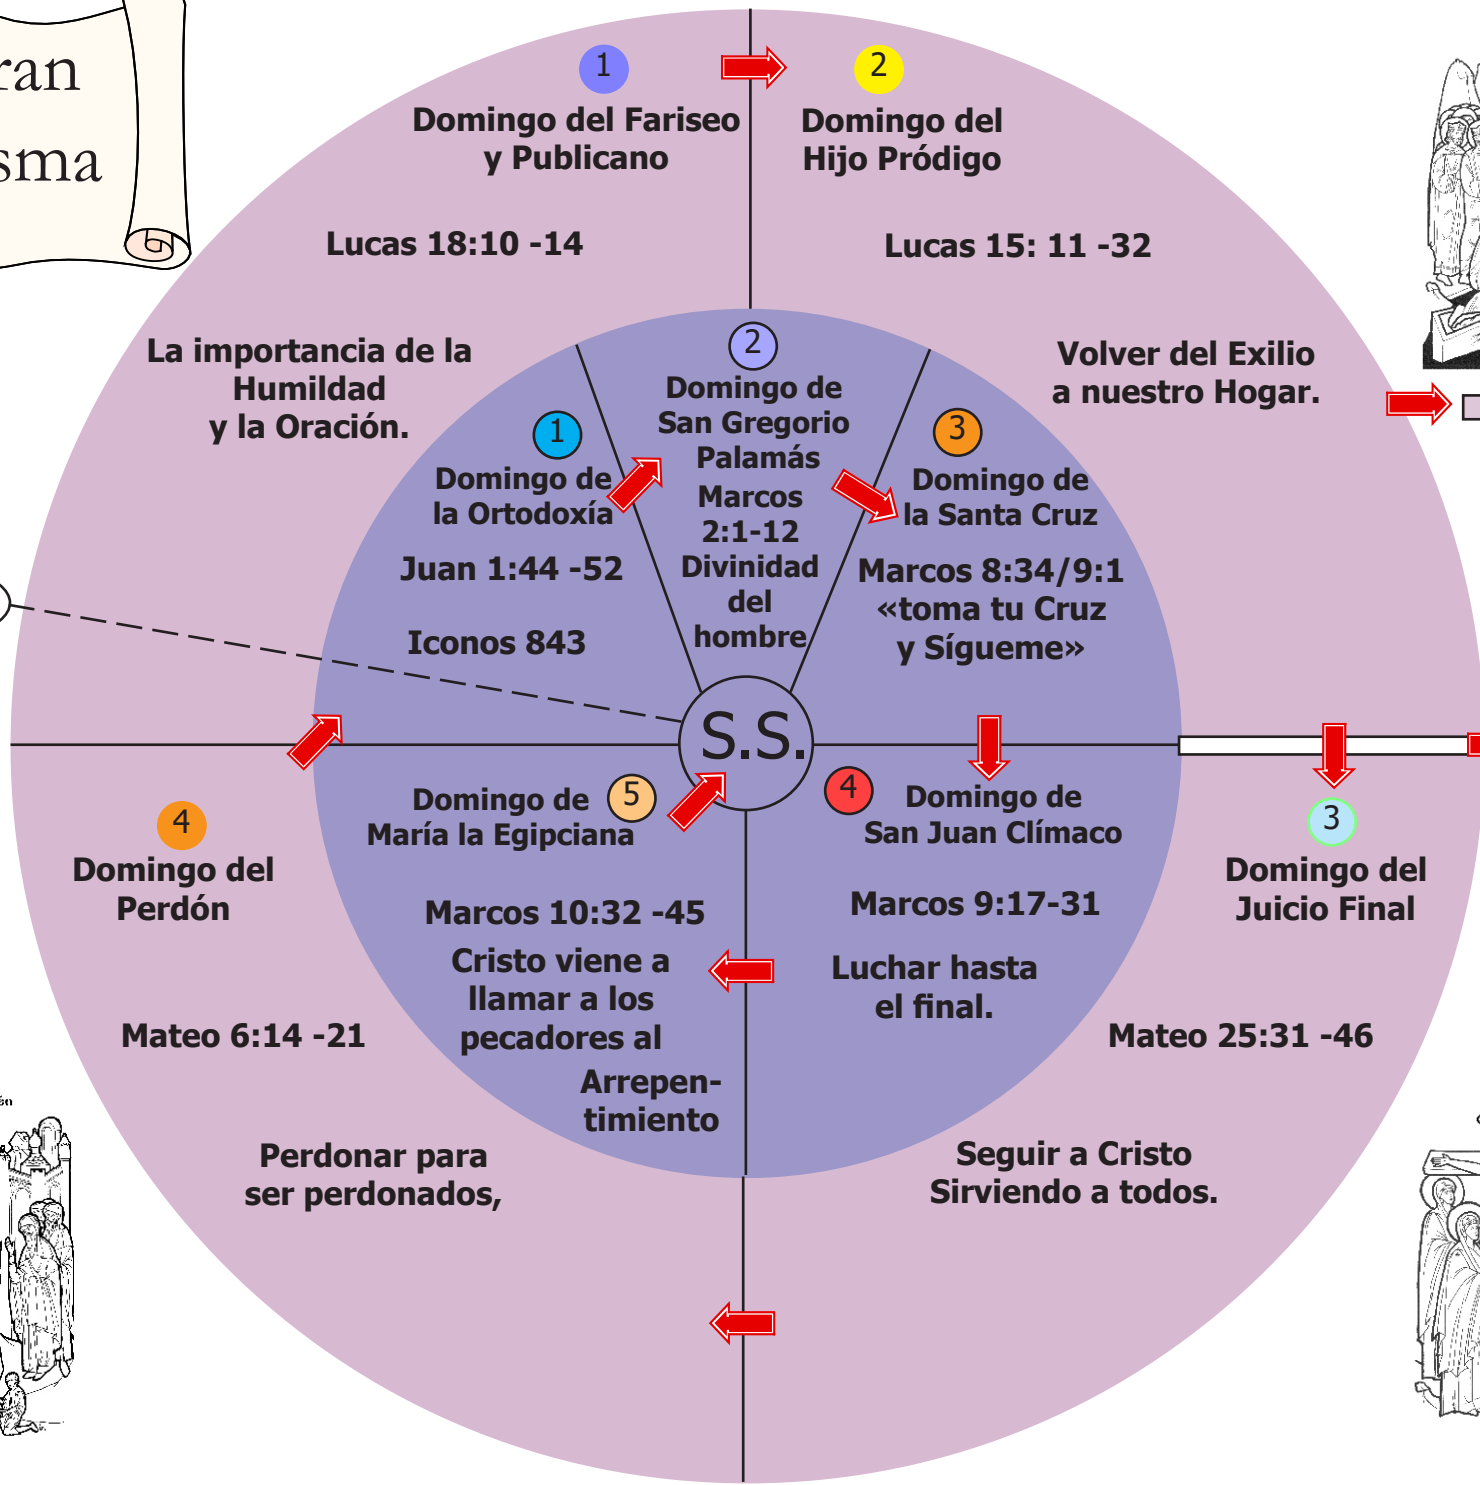 ran
sma
1
Domingo del Fariseo
y Publicano
Lucas 18:10 -14
La importancia de la
Humildad
y la Oración.
2
Domingo del
Hijo Pródigo
Lucas 15: 11 -32
Volver del Exilio
a nuestro Hogar.
3
Domingo del
Juicio Final
Mateo 25:31 -46
Seguir a Cristo
Sirviendo a todos.
4
Domingo del
Perdón
Mateo 6:14 -21
Perdonar para
ser perdonados,
1
Domingo de
la Ortodoxía
Juan 1:44 -52
Iconos 843
2
Domingo de
San Gregorio
Palamás
Marcos
2:1-12
Divinidad
del
hombre
3
Domingo de
la Santa Cruz
Marcos 8:34/9:1
«toma tu Cruz
y Sígueme»
4
Domingo de
San Juan Clímaco
Marcos 9:17-31
Luchar hasta
el final.
5
Domingo de
María la Egipciana
Marcos 10:32 -45
Cristo viene a
llamar a los
pecadores al
Arrepen-
timiento
S.S.